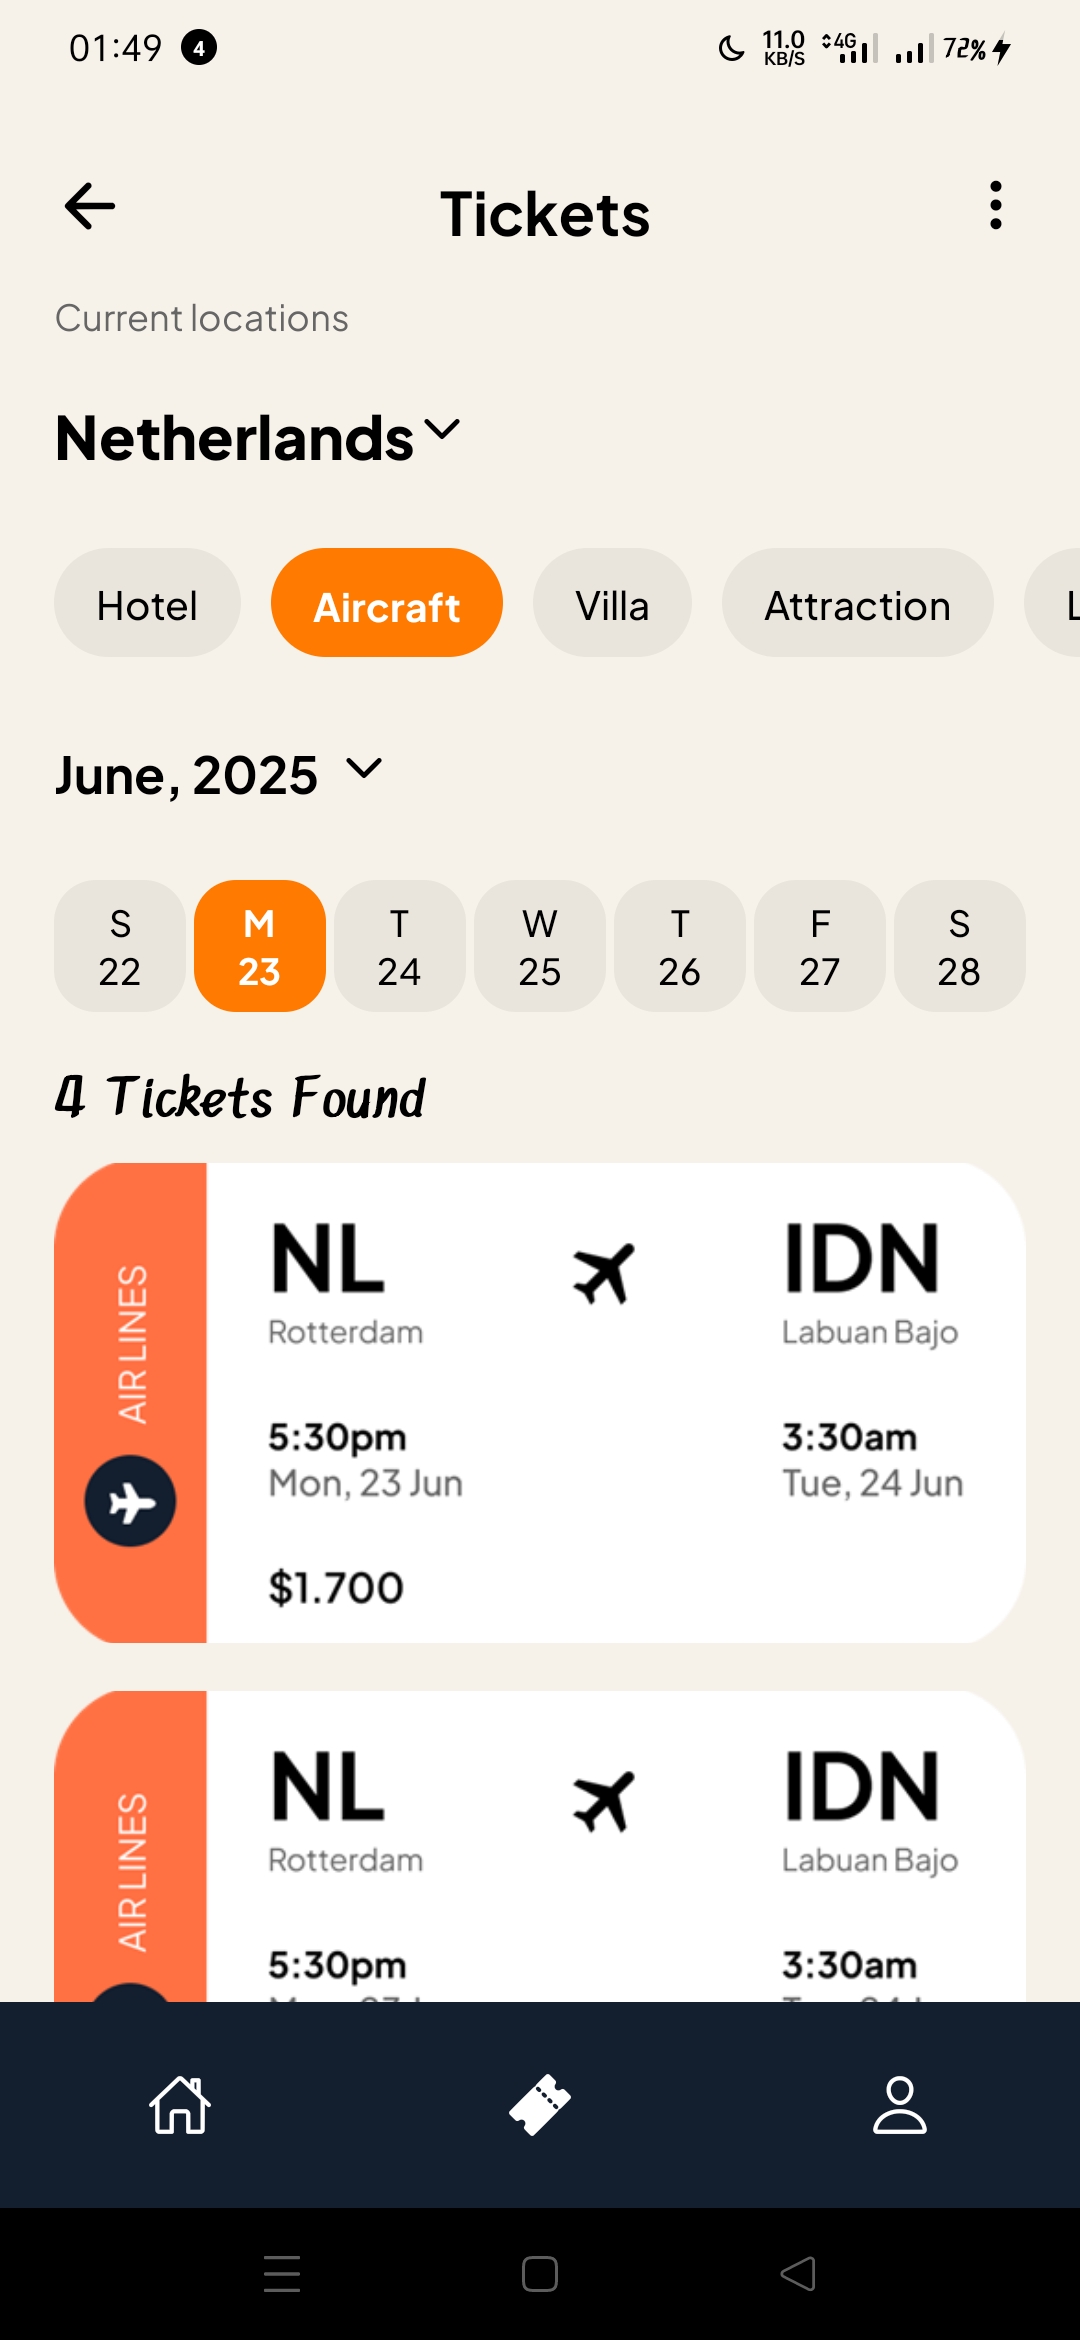 01:49 4 11.0 KB/S 4G 72%
Tickets
Current locations
Netherlands
Hotel Aircraft Villa Attraction L
June, 2025
S M T W T F S
22 23 24 25 26 27 28
4 Tickets Found
AIR LINES
NL IDN
Rotterdam Labuan Bajo
5:30pm 3:30am
Mon, 23 Jun Tue, 24 Jun
$1.700
AIR LINES
NL IDN
Rotterdam Labuan Bajo
5:30pm 3:30am